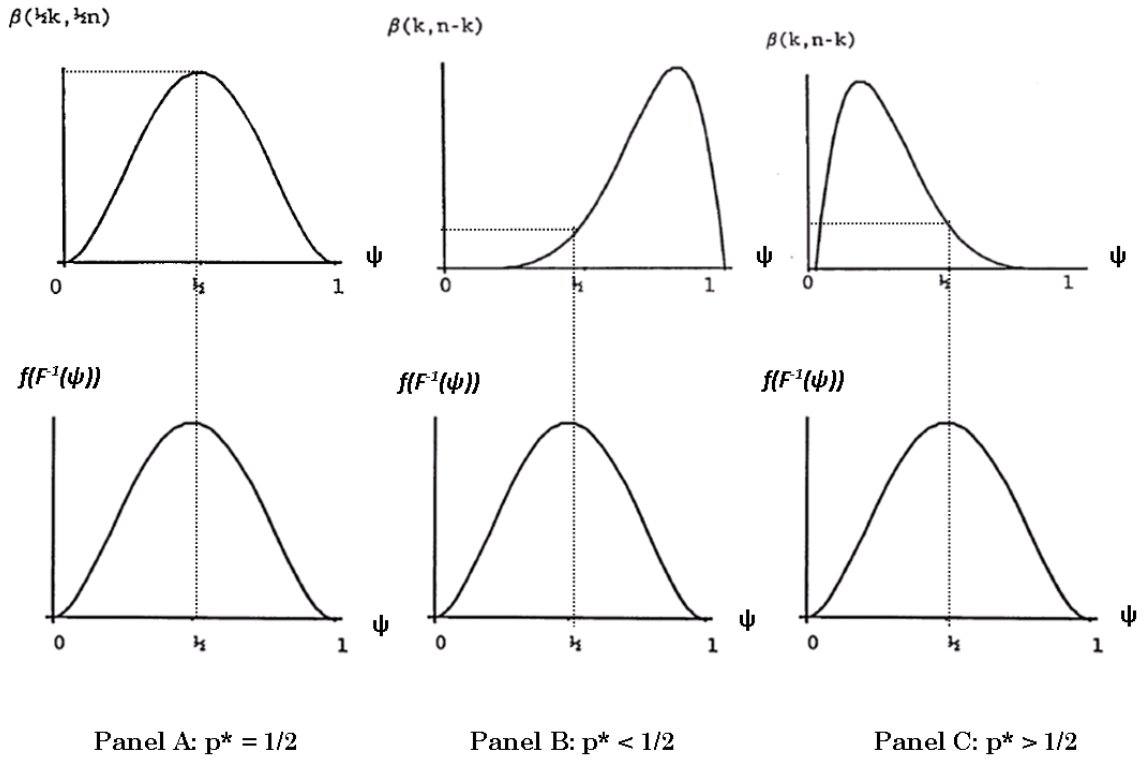 β(½k,½n)
β(k,n-k)
β(k,n-k)
ψ
ψ
ψ
0 ½ 1
0 ½ 1
0 ½ 1
f(F⁻¹(ψ))
f(F⁻¹(ψ))
f(F⁻¹(ψ))
ψ
ψ
ψ
0 ½ 1
0 ½ 1
0 ½ 1
Panel A: p* = 1/2
Panel B: p* < 1/2
Panel C: p* > 1/2